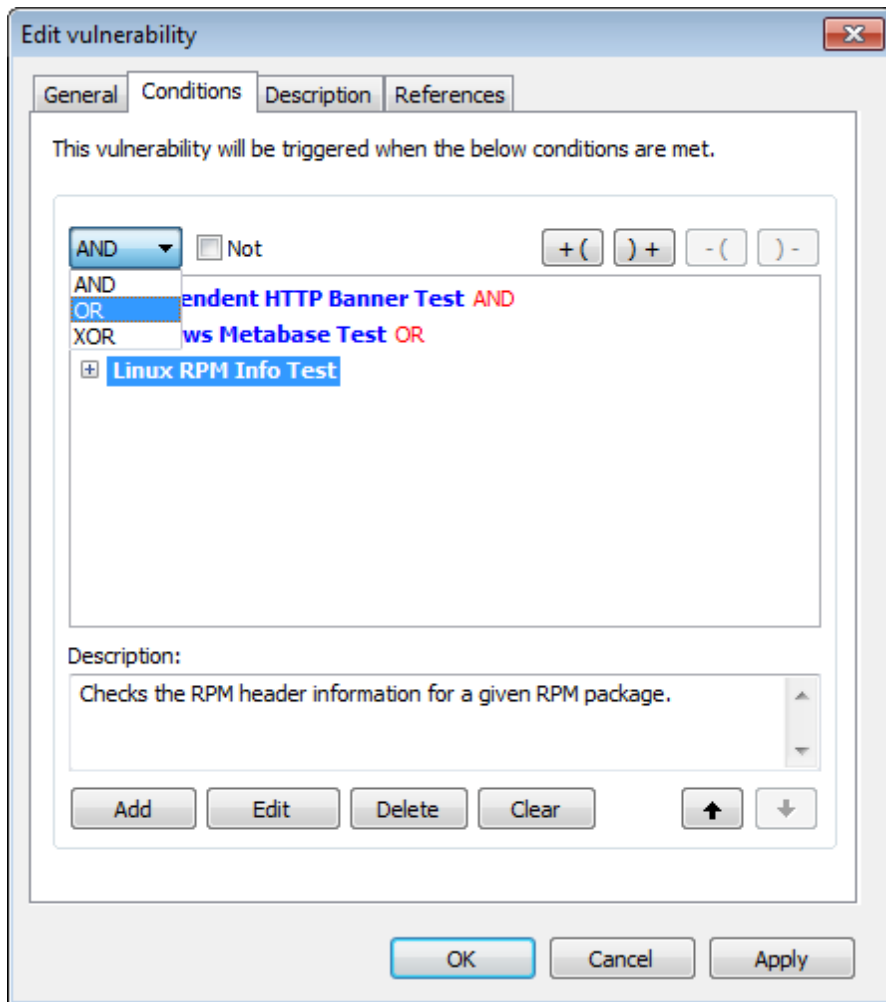 Edit vulnerability
General Conditions Description References
This vulnerability will be triggered when the below conditions are met.
AND Not + ( ) + - ( ) -
AND
OR
XOR
endent HTTP Banner Test AND
ws Metabase Test OR
Linux RPM Info Test
Description:
Checks the RPM header information for a given RPM package.
Add Edit Delete Clear
OK Cancel Apply